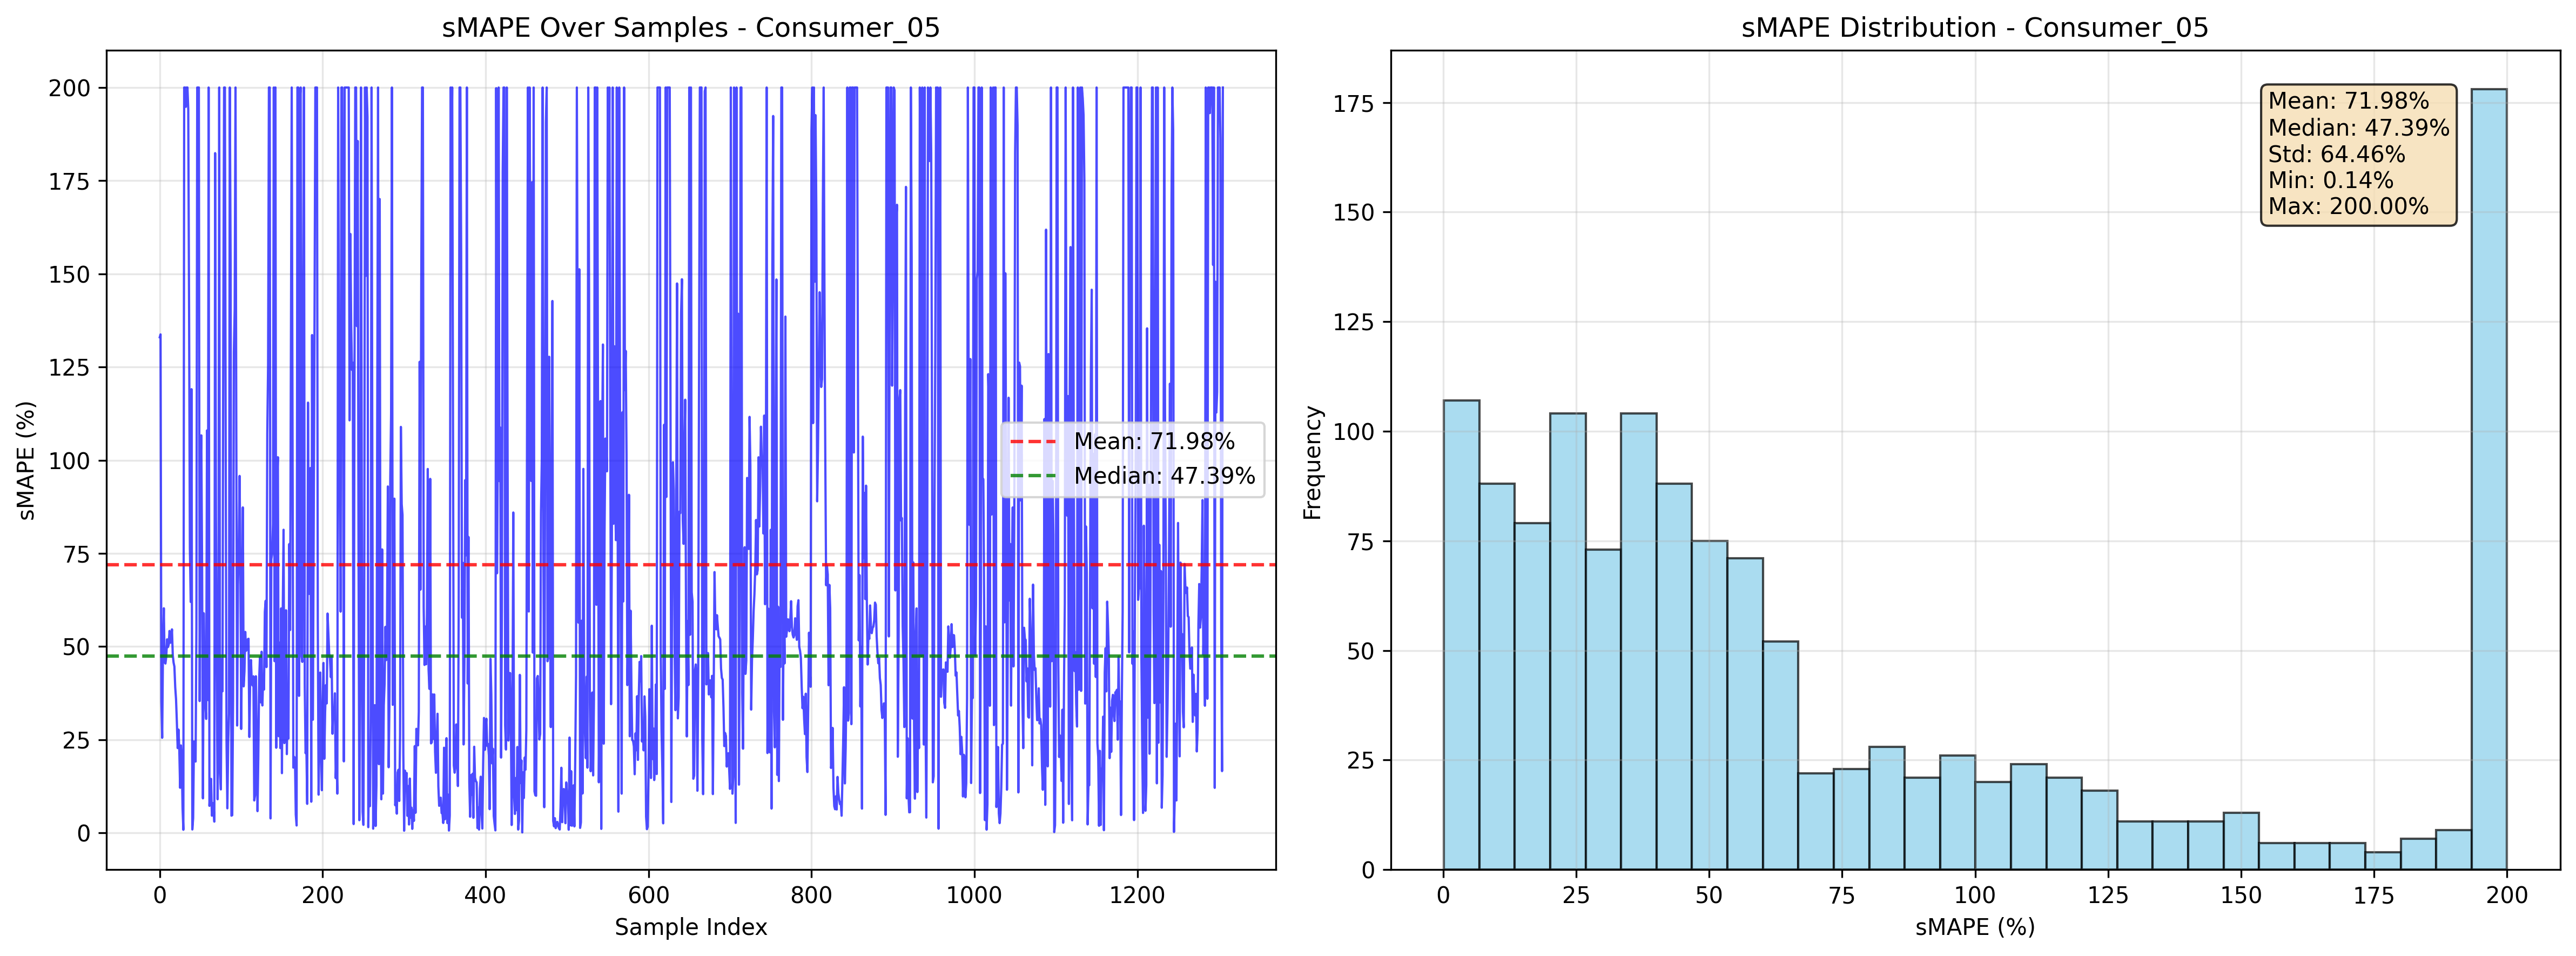 sMAPE Over Samples - Consumer_05
sMAPE (%)
200
175
150
125
100
75
50
25
0
Mean: 71.98%
Median: 47.39%
0
200
400
600
800
1000
1200
Sample Index
sMAPE Distribution - Consumer_05
Frequency
175
150
125
100
75
50
25
0
Mean: 71.98%
Median: 47.39%
Std: 64.46%
Min: 0.14%
Max: 200.00%
0
25
50
75
100
125
150
175
200
sMAPE (%)